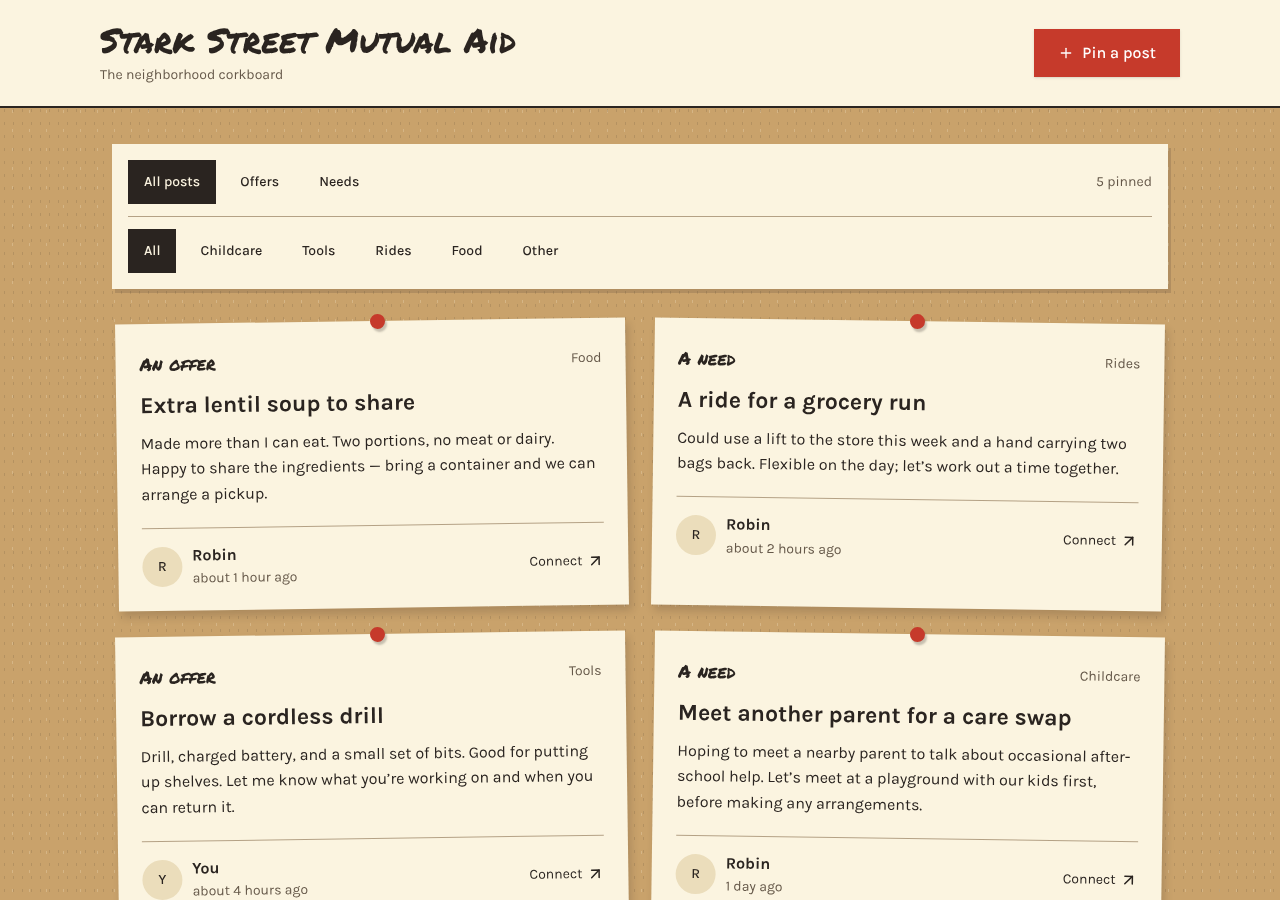 Stark Street Mutual Aid
The neighborhood corkboard
+ Pin a post
All posts Offers Needs 5 pinned
All Childcare Tools Rides Food Other
An offer Food
Extra lentil soup to share
Made more than I can eat. Two portions, no meat or dairy.
Happy to share the ingredients — bring a container and we can
arrange a pickup.
R Robin
about 1 hour ago
Connect
A need Rides
A ride for a grocery run
Could use a lift to the store this week and a hand carrying two
bags back. Flexible on the day; let’s work out a time together.
R Robin
about 2 hours ago
Connect
An offer Tools
Borrow a cordless drill
Drill, charged battery, and a small set of bits. Good for putting
up shelves. Let me know what you’re working on and when you
can return it.
Y You
about 4 hours ago
Connect
A need Childcare
Meet another parent for a care swap
Hoping to meet a nearby parent to talk about occasional after-
school help. Let’s meet at a playground with our kids first,
before making any arrangements.
R Robin
1 day ago
Connect